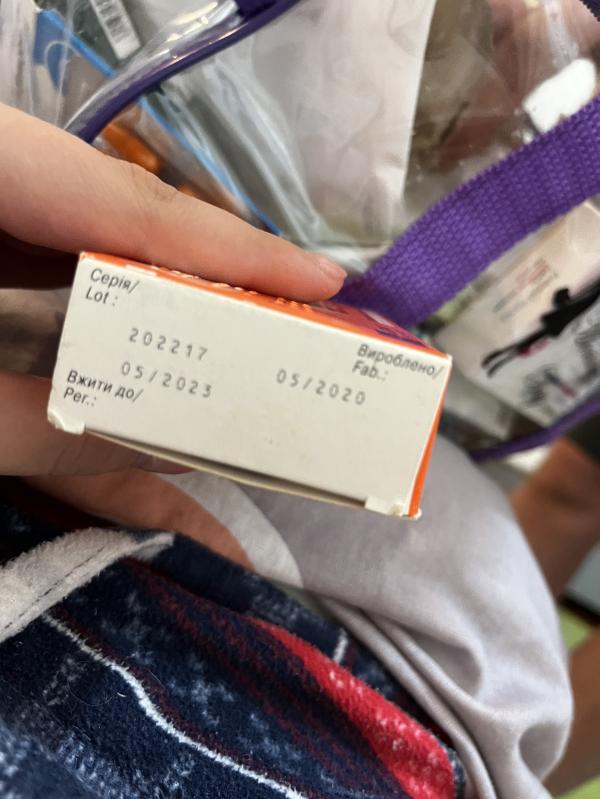 Серія/
Lot :
202217
Вироблено/
Fab.:
05/2020
Вжити до/
Per.:
05/2023